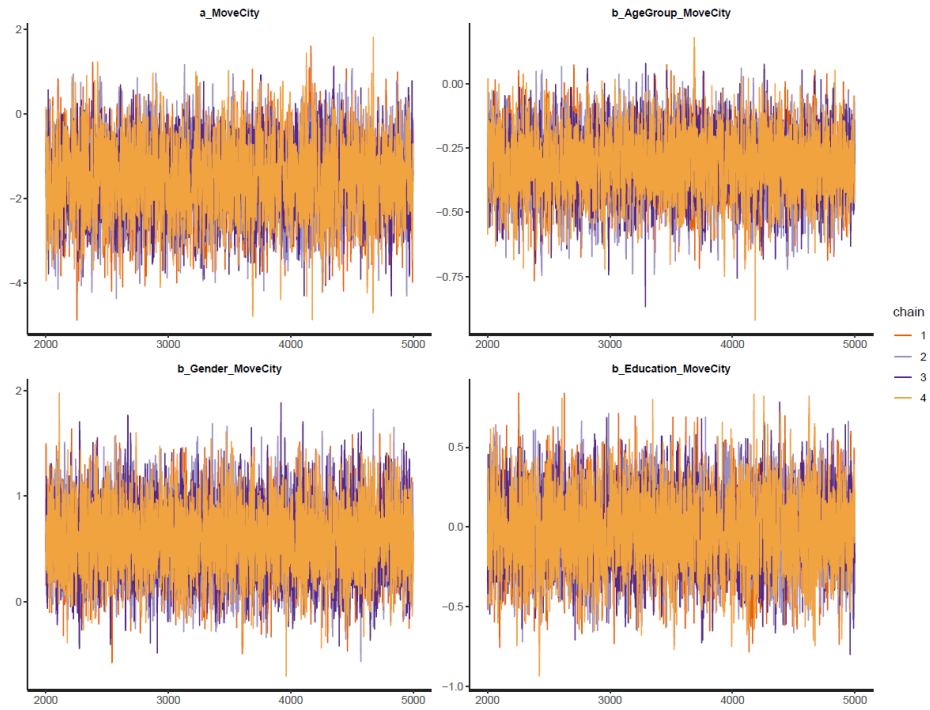 a_MoveCity
b_AgeGroup_MoveCity
2
0
−2
−4
0.00
−0.25
−0.50
−0.75
2000 3000 4000 5000
2000 3000 4000 5000
chain
1
2
3
4
b_Gender_MoveCity
b_Education_MoveCity
2
1
0
0.5
0.0
−0.5
−1.0
2000 3000 4000 5000
2000 3000 4000 5000